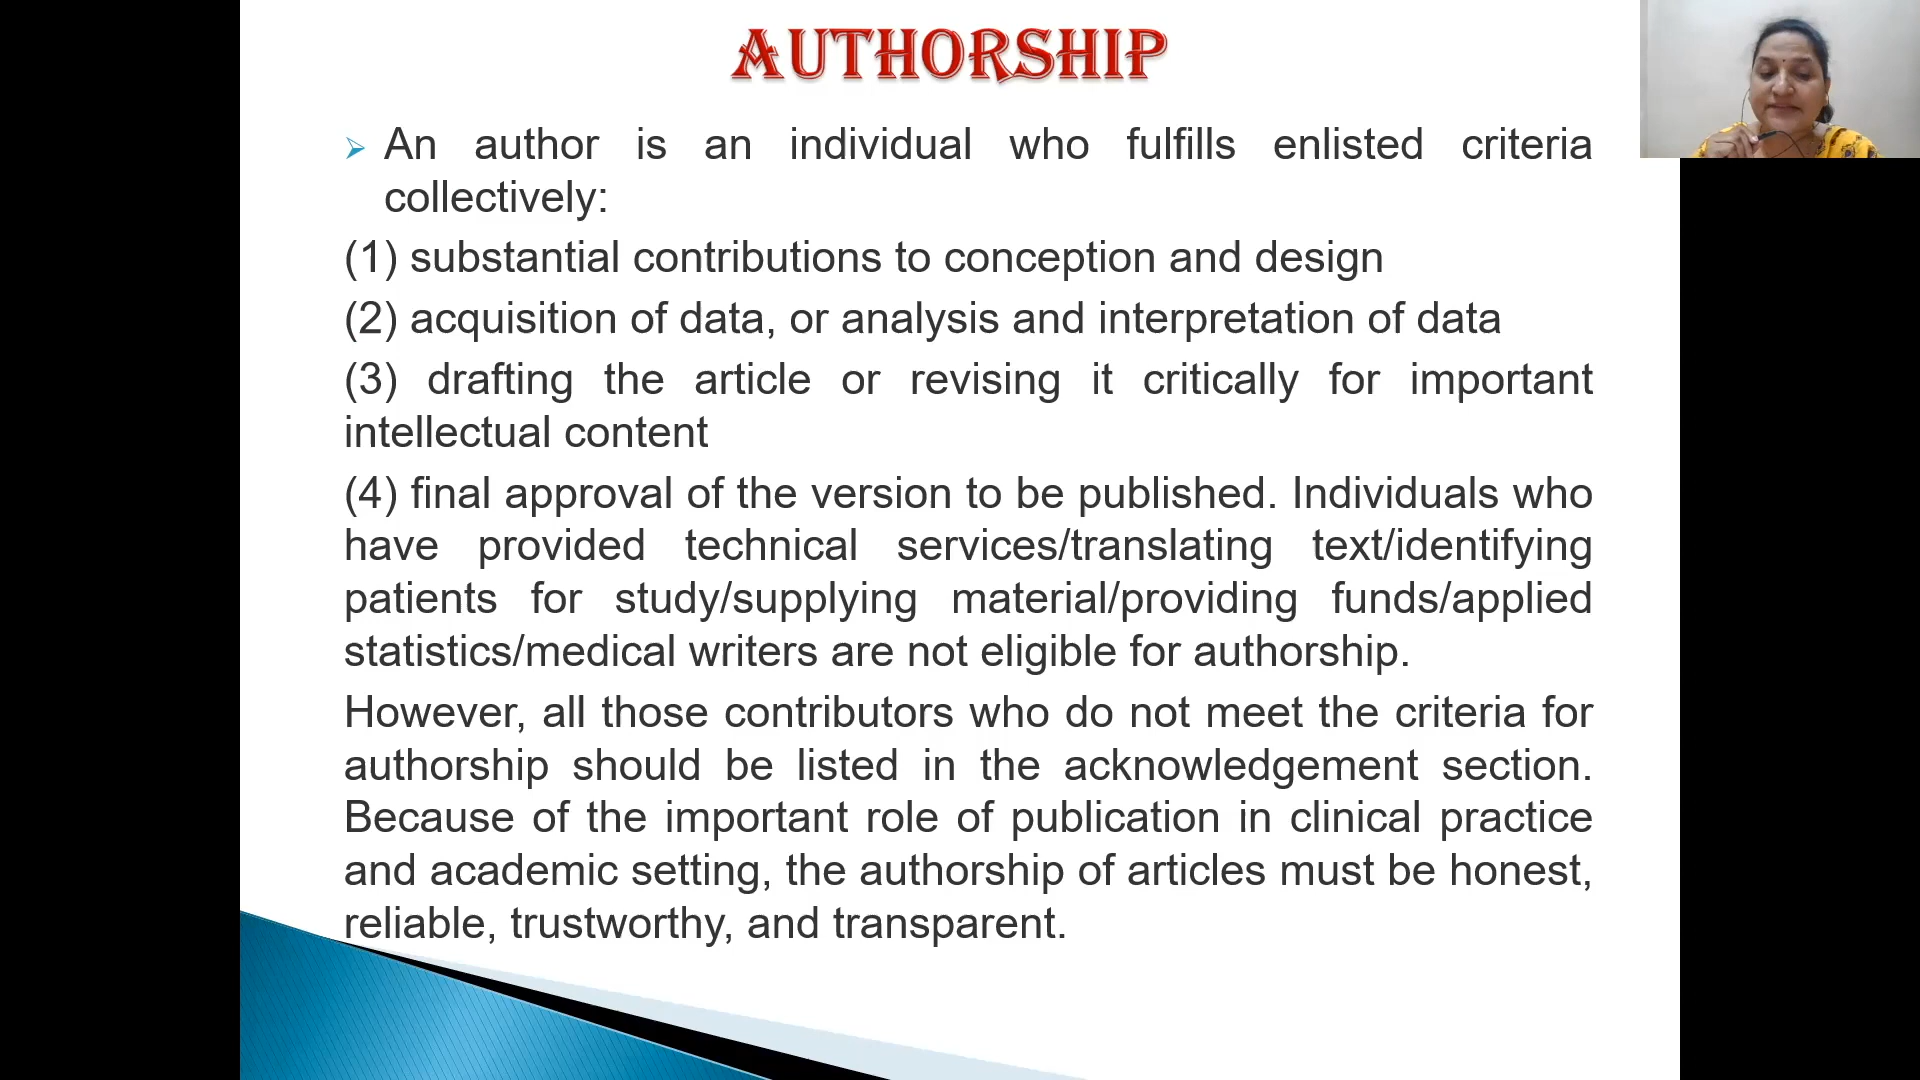 AUTHORSHIP
An author is an individual who fulfills enlisted criteria
collectively:
(1) substantial contributions to conception and design
(2) acquisition of data, or analysis and interpretation of data
(3) drafting the article or revising it critically for important
intellectual content
(4) final approval of the version to be published. Individuals who
have provided technical services/translating text/identifying
patients for study/supplying material/providing funds/applied
statistics/medical writers are not eligible for authorship.
However, all those contributors who do not meet the criteria for
authorship should be listed in the acknowledgement section.
Because of the important role of publication in clinical practice
and academic setting, the authorship of articles must be honest,
reliable, trustworthy, and transparent.